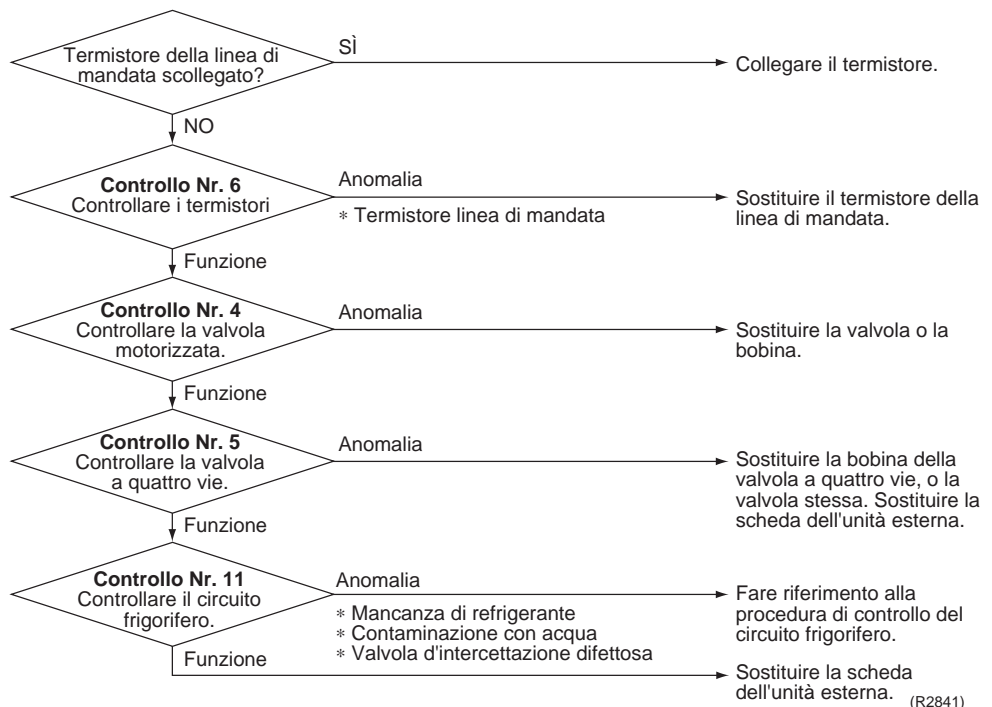 Termistore della linea di
mandata scollegato?
SÌ
Collegare il termistore.
NO
Controllo Nr. 6
Controllare i termistori
Anomalia
* Termistore linea di mandata
Sostituire il termistore della
linea di mandata.
Funzione
Controllo Nr. 4
Controllare la valvola
motorizzata.
Anomalia
Sostituire la valvola o la
bobina.
Funzione
Controllo Nr. 5
Controllare la valvola
a quattro vie.
Anomalia
Sostituire la bobina della
valvola a quattro vie, o la
valvola stessa. Sostituire la
scheda dell'unità esterna.
Funzione
Controllo Nr. 11
Controllare il circuito
frigorifero.
Anomalia
* Mancanza di refrigerante
* Contaminazione con acqua
* Valvola d'intercettazione difettosa
Fare riferimento alla
procedura di controllo del
circuito frigorifero.
Funzione
Sostituire la scheda
dell'unità esterna.
(R2841)